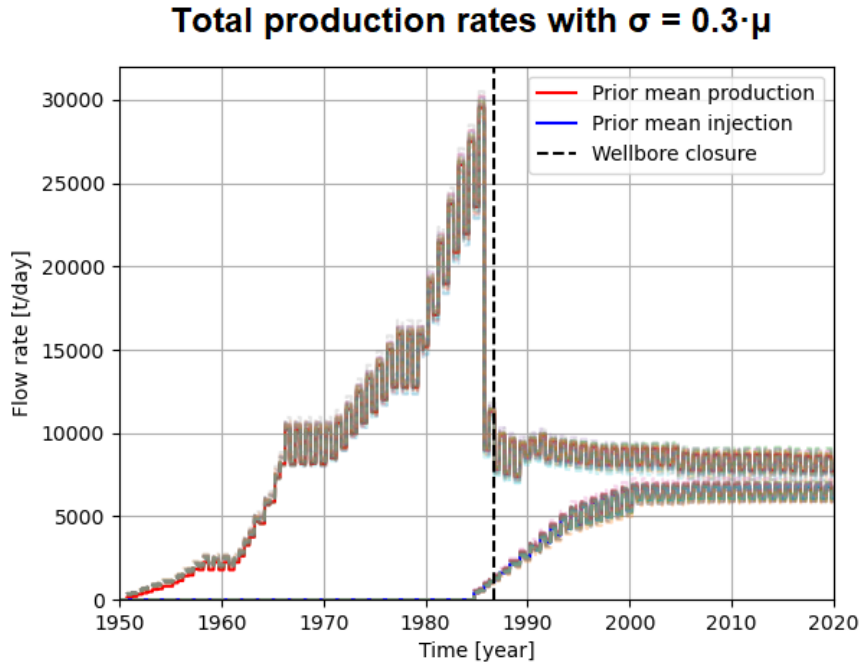 Total production rates with σ = 0.3·μ
30000
25000
20000
15000
10000
5000
0
Flow rate [t/day]
Prior mean production
Prior mean injection
Wellbore closure
1950 1960 1970 1980 1990 2000 2010 2020
Time [year]